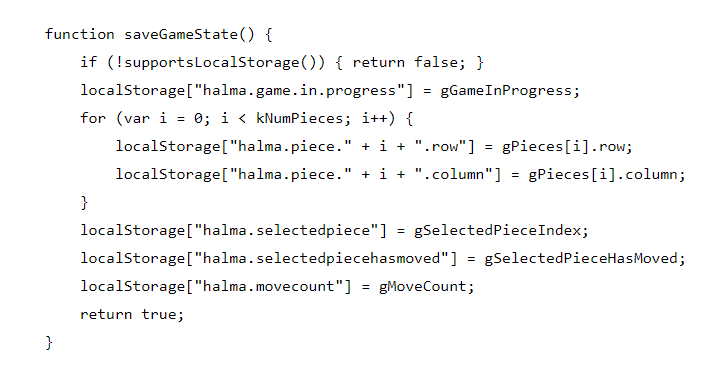 function saveGameState() {
    if (!supportsLocalStorage()) { return false; }
    localStorage["halma.game.in.progress"] = gGameInProgress;
    for (var i = 0; i < kNumPieces; i++) {
        localStorage["halma.piece." + i + ".row"] = gPieces[i].row;
        localStorage["halma.piece." + i + ".column"] = gPieces[i].column;
    }
    localStorage["halma.selectedpiece"] = gSelectedPieceIndex;
    localStorage["halma.selectedpiecehasmoved"] = gSelectedPieceHasMoved;
    localStorage["halma.movecount"] = gMoveCount;
    return true;
}